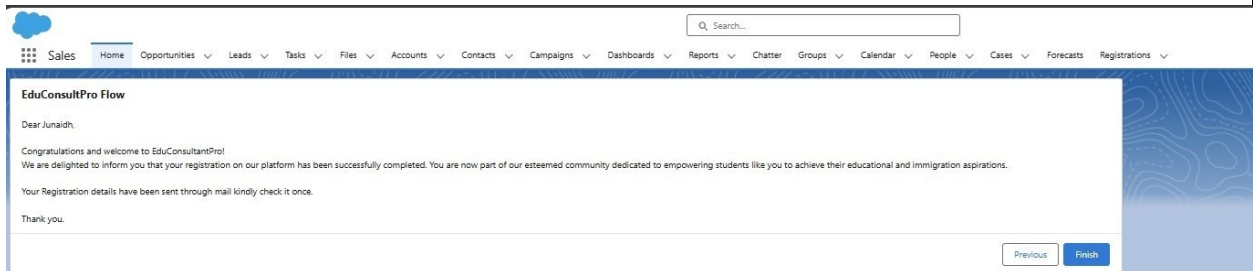 Search...
Sales Home Opportunities Leads Tasks Files Accounts Contacts Campaigns Dashboards Reports Chatter Groups Calendar People Cases Forecasts Registrations
EduConsultPro Flow
Dear Junaidh,
Congratulations and welcome to EduConsultantPro!
We are delighted to inform you that your registration on our platform has been successfully completed. You are now part of our esteemed community dedicated to empowering students like you to achieve their educational and immigration aspirations.
Your Registration details have been sent through mail kindly check it once.
Thank you.
Previous Finish